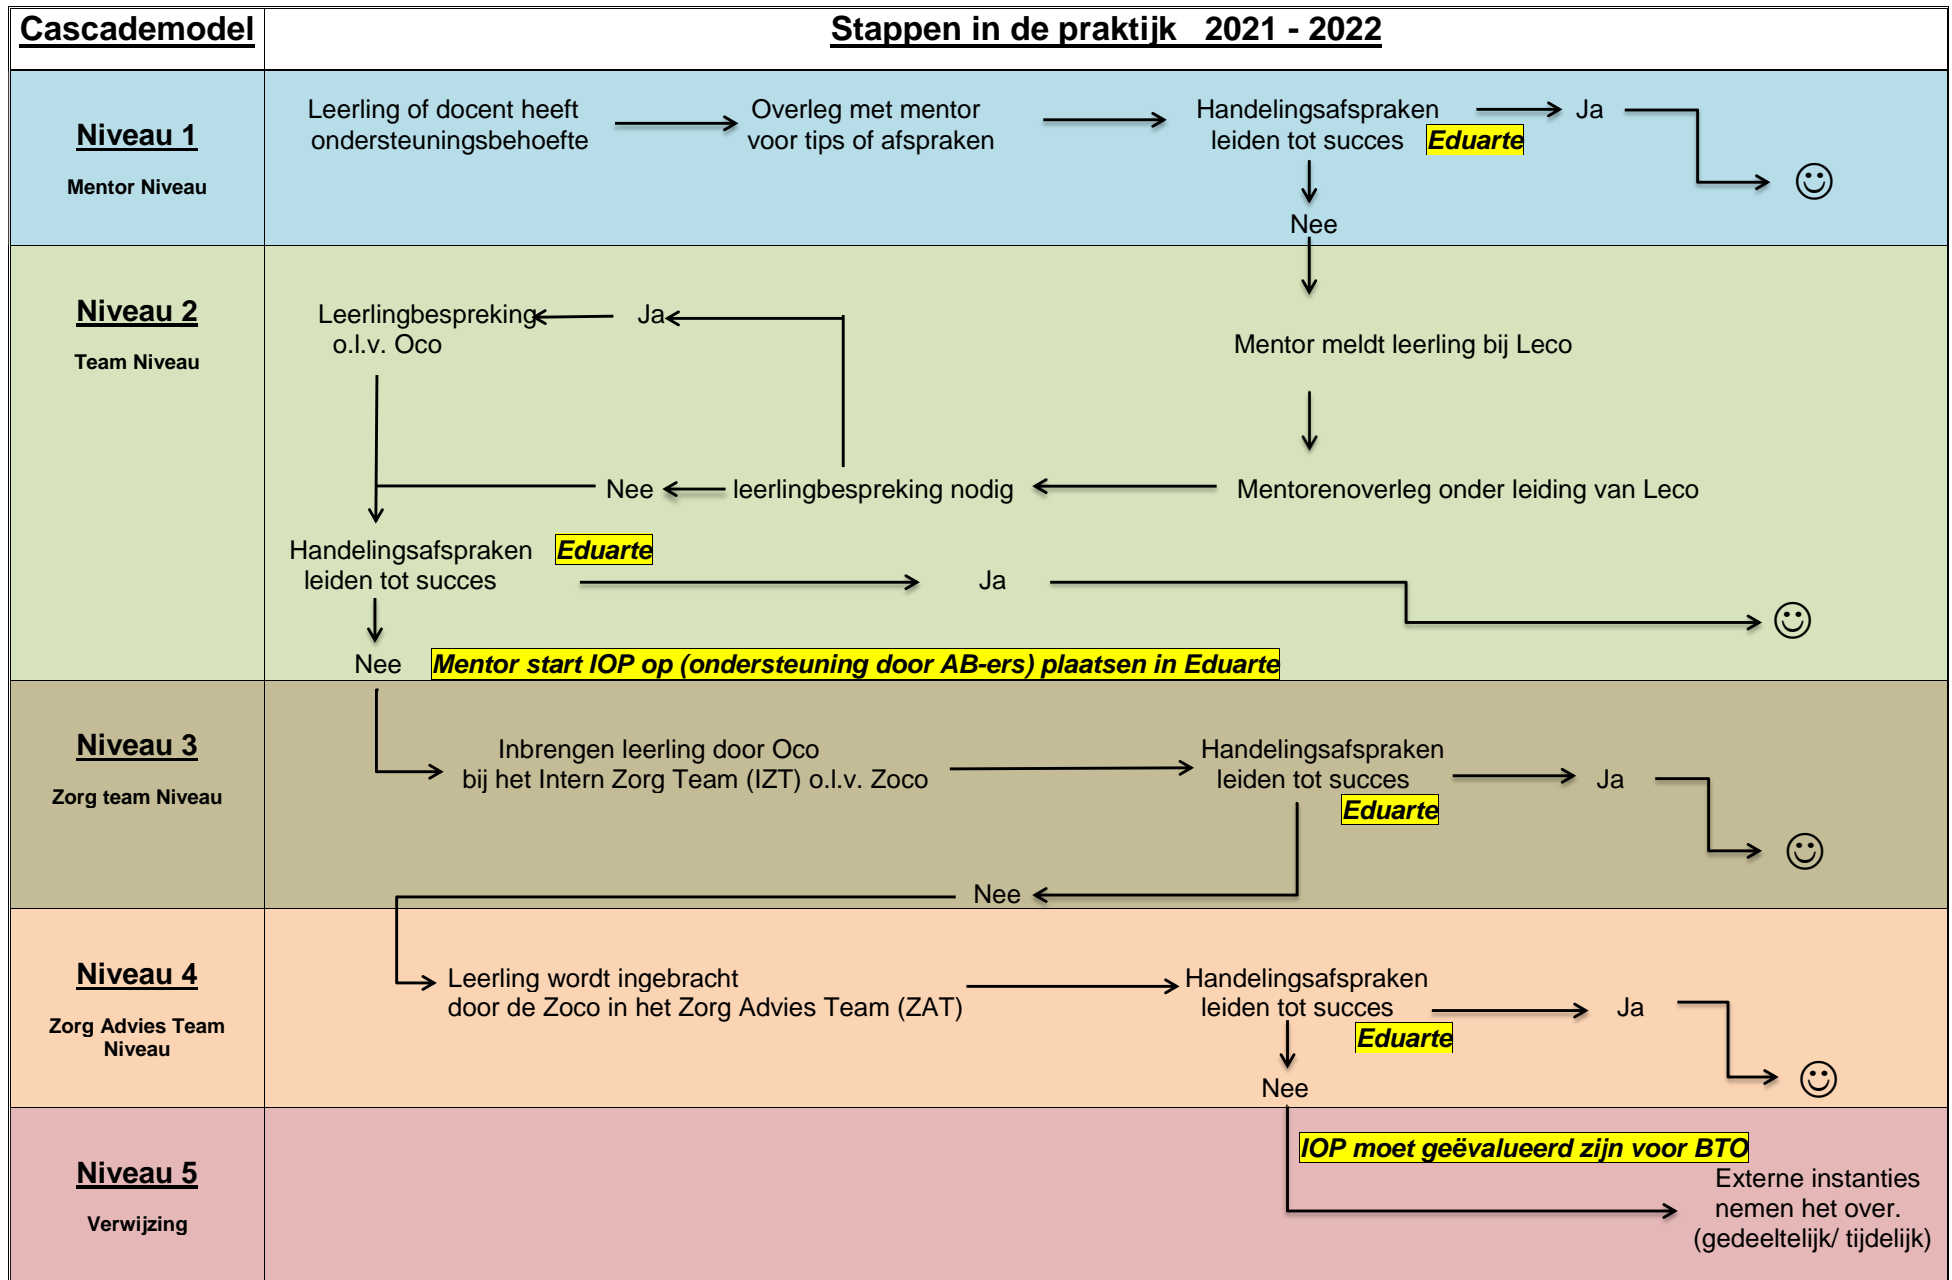 Cascademodel
Stappen in de praktijk 2021 - 2022
Niveau 1
Mentor Niveau
Leerling of docent heeft
ondersteuningsbehoefte
Overleg met mentor
voor tips of afspraken
Handelingsafspraken
leiden tot succes Eduarte
Ja
Nee
Niveau 2
Team Niveau
Leerlingbespreking
o.l.v. Oco
Ja
Mentor meldt leerling bij Leco
Nee
leerlingbespreking nodig
Mentorenoverleg onder leiding van Leco
Handelingsafspraken Eduarte
leiden tot succes
Ja
Nee
Mentor start IOP op (ondersteuning door AB-ers) plaatsen in Eduarte
Niveau 3
Zorg team Niveau
Inbrengen leerling door Oco
bij het Intern Zorg Team (IZT) o.l.v. Zoco
Handelingsafspraken
leiden tot succes
Eduarte
Ja
Nee
Niveau 4
Zorg Advies Team
Niveau
Leerling wordt ingebracht
door de Zoco in het Zorg Advies Team (ZAT)
Handelingsafspraken
leiden tot succes
Eduarte
Ja
Nee
Niveau 5
Verwijzing
IOP moet geëvalueerd zijn voor BTO
Externe instanties
nemen het over.
(gedeeltelijk/ tijdelijk)